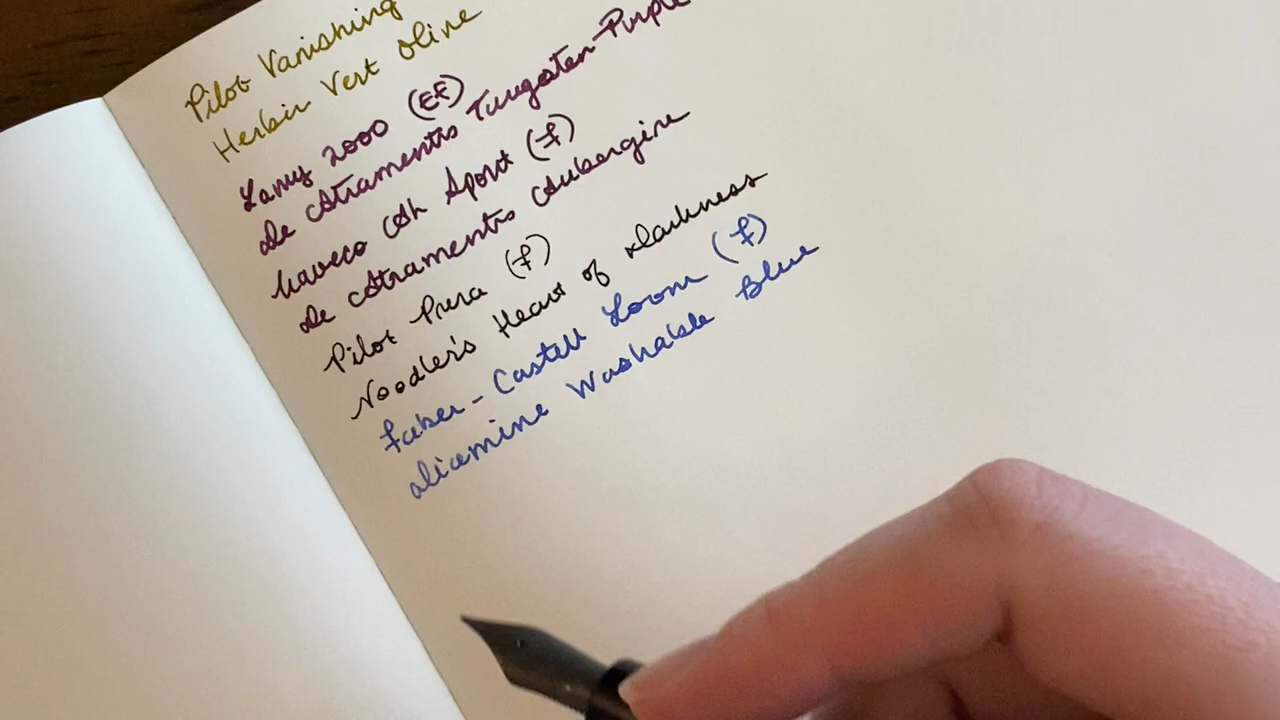 Pilot Vanishing
Herbin Vert Olive
Lamy 2000 (EF)
De Atramentis Tungsten-Purple
Kaweco Al Sport (f)
De Atramentis Aubergine
Pilot Prera (f)
Noodler's Heart of Darkness
Faber-Castell Loom (f)
Diamine Washable Blue